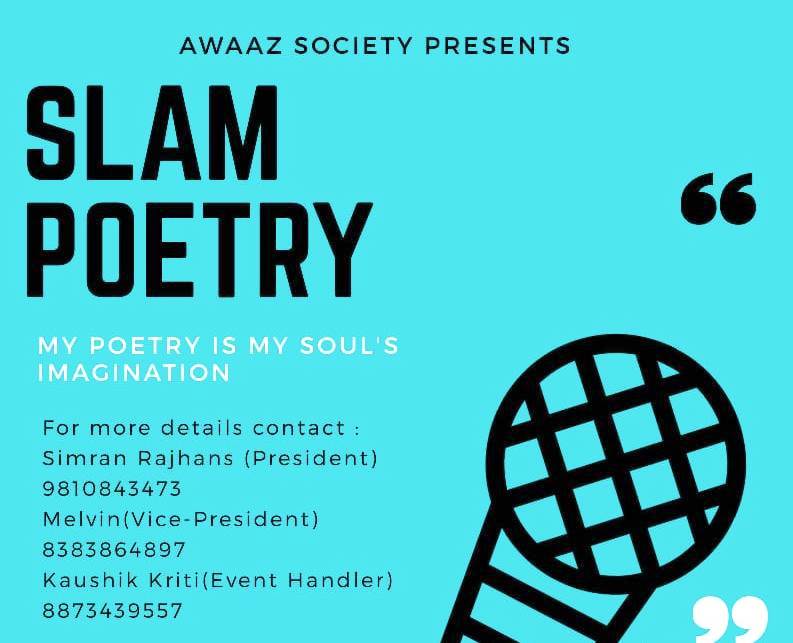 AWAAZ SOCIETY PRESENTS
SLAM
POETRY
MY POETRY IS MY SOUL'S
IMAGINATION
For more details contact :
Simran Rajhans (President)
9810843473
Melvin(Vice-President)
8383864897
Kaushik Kriti(Event Handler)
8873439557